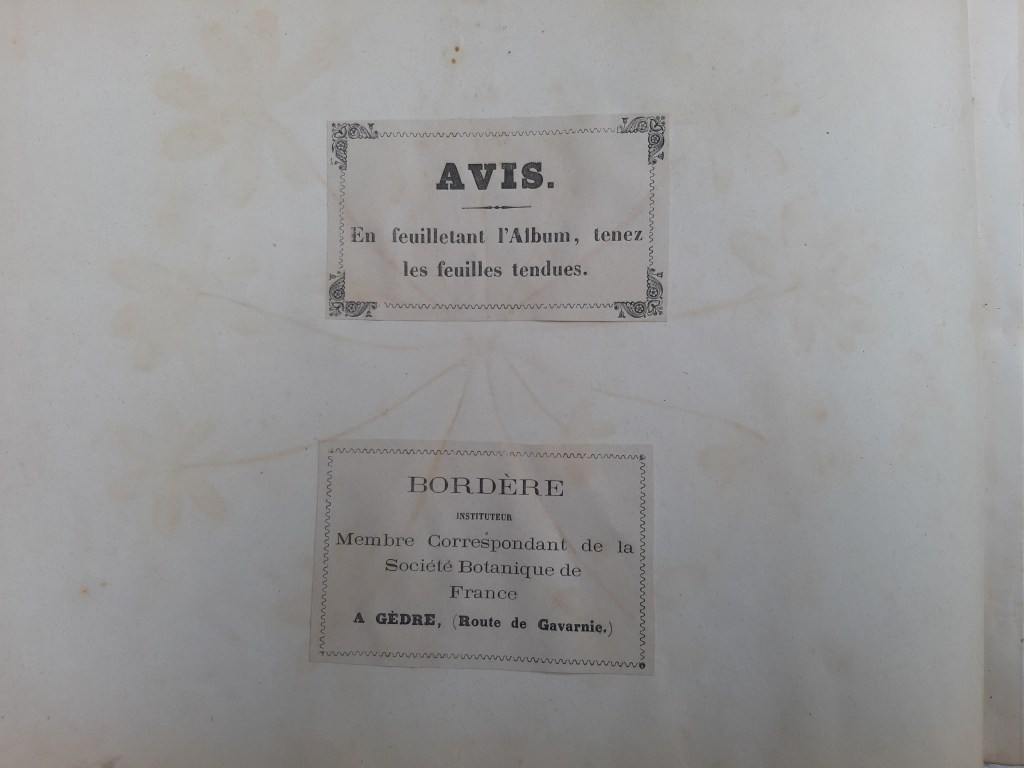 AVIS.
En feuilletant l'Album, tenez
les feuilles tendues.
BORDÈRE
INSTITUTEUR
Membre Correspondant de la
Société Botanique de
France
A GÈDRE, (Route de Gavarnie.)